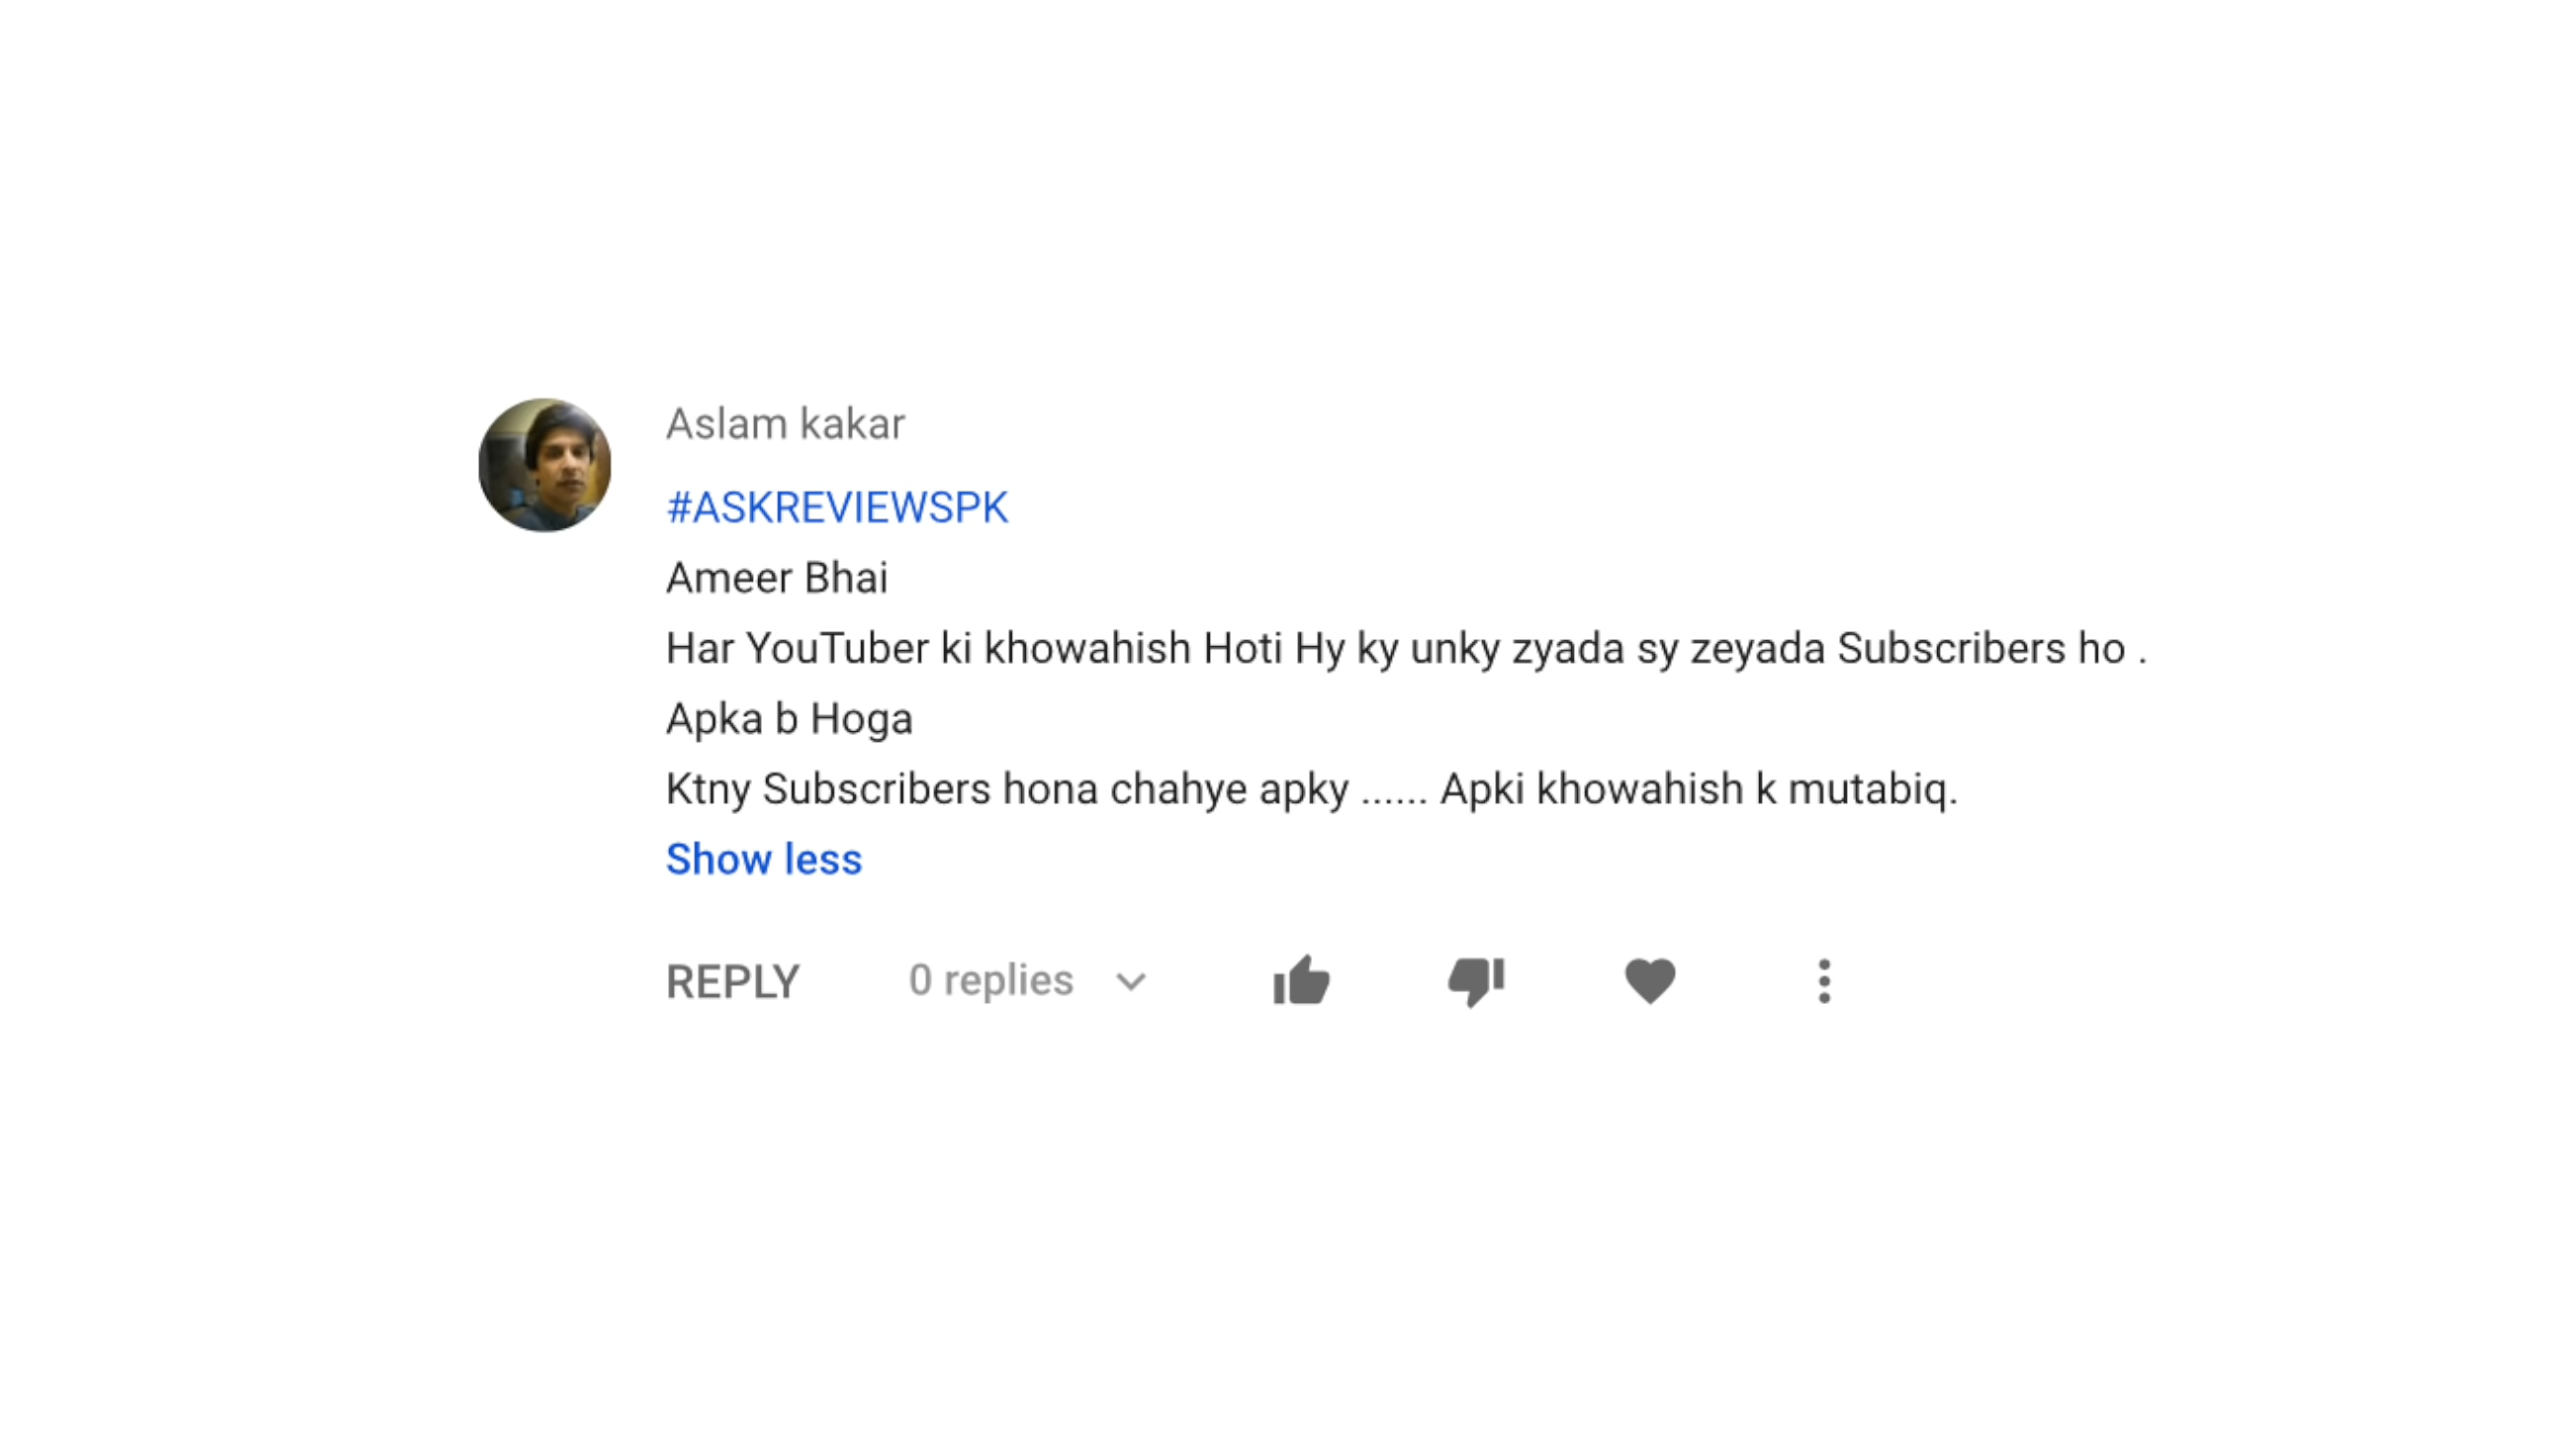 Aslam kakar
#ASKREVIEWSPK
Ameer Bhai
Har YouTuber ki khowahish Hoti Hy ky unky zyada sy zeyada Subscribers ho .
Apka b Hoga
Ktny Subscribers hona chahye apky ...... Apki khowahish k mutabiq.
Show less
REPLY 0 replies